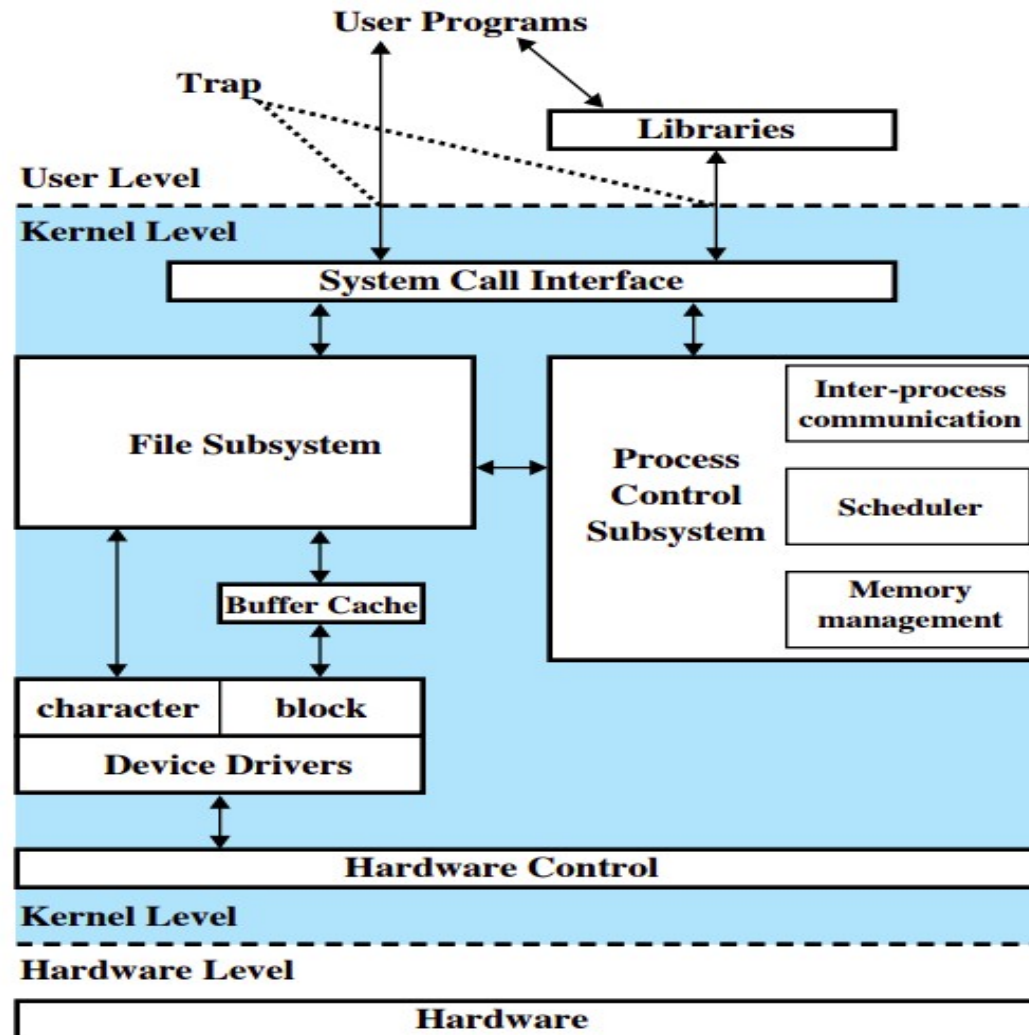 User Programs
Trap
Libraries
User Level
Kernel Level
System Call Interface
File Subsystem
Process
Control
Subsystem
Inter-process
communication
Scheduler
Memory
management
Buffer Cache
character
block
Device Drivers
Hardware Control
Kernel Level
Hardware Level
Hardware